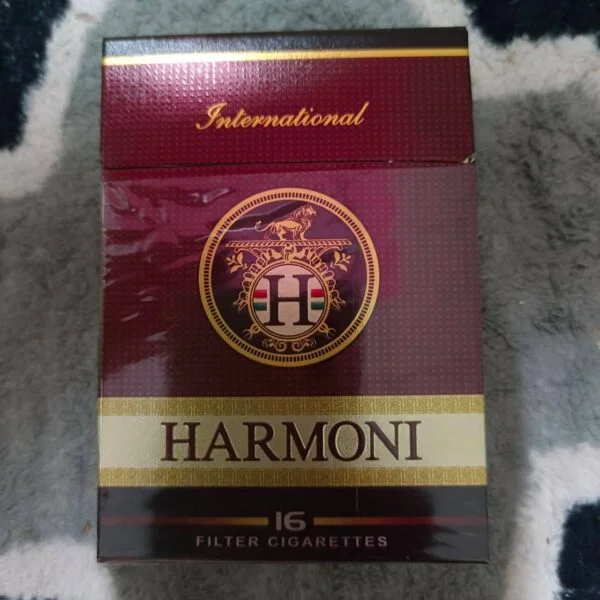 International
H
HARMONI
16
FILTER CIGARETTES